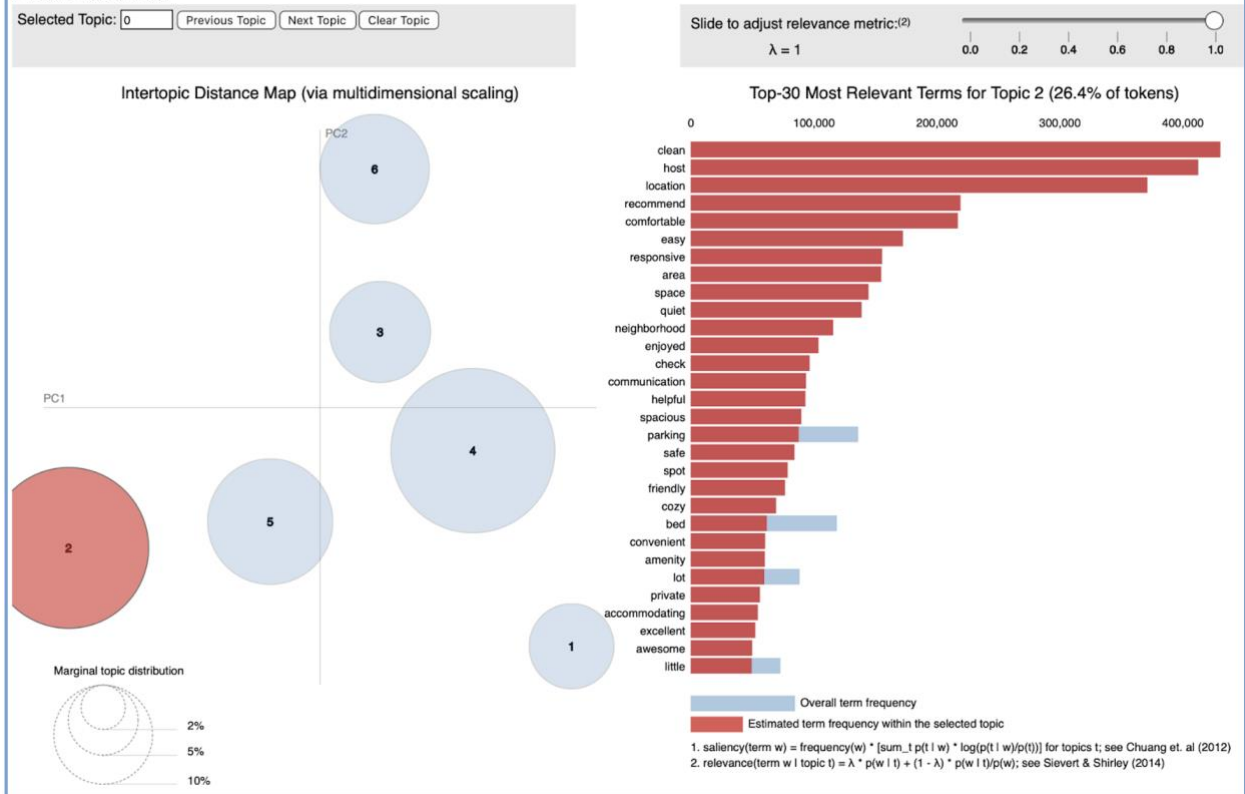 Selected Topic: 0 Previous Topic Next Topic Clear Topic
Slide to adjust relevance metric:(2)
λ = 1
0.0 0.2 0.4 0.6 0.8 1.0
Intertopic Distance Map (via multidimensional scaling)
PC2
6
3
PC1
4
5
2
1
Marginal topic distribution
2%
5%
10%
Top-30 Most Relevant Terms for Topic 2 (26.4% of tokens)
0 100,000 200,000 300,000 400,000
clean
host
location
recommend
comfortable
easy
responsive
area
space
quiet
neighborhood
enjoyed
check
communication
helpful
spacious
parking
safe
spot
friendly
cozy
bed
convenient
amenity
lot
private
accommodating
excellent
awesome
little
Overall term frequency
Estimated term frequency within the selected topic
1. saliency(term w) = frequency(w) * [sum_t p(t | w) * log(p(t | w)/p(t))] for topics t; see Chuang et. al (2012)
2. relevance(term w | topic t) = λ * p(w | t) + (1 - λ) * p(w | t)/p(w); see Sievert & Shirley (2014)